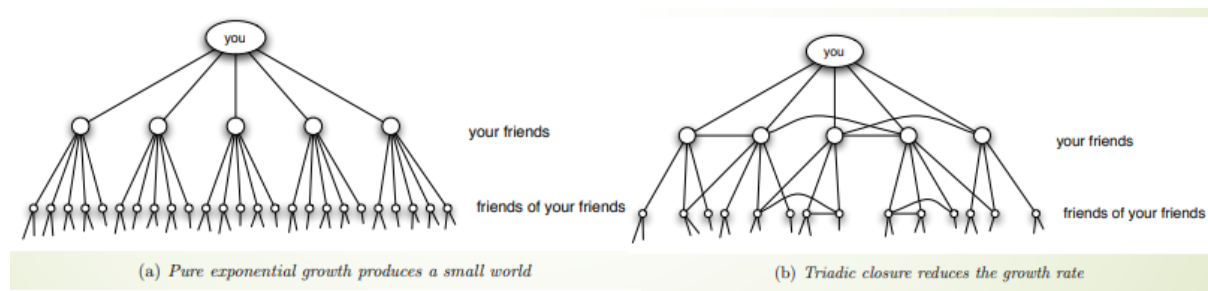 you
your friends
friends of your friends
(a) Pure exponential growth produces a small world
you
your friends
friends of your friends
(b) Triadic closure reduces the growth rate